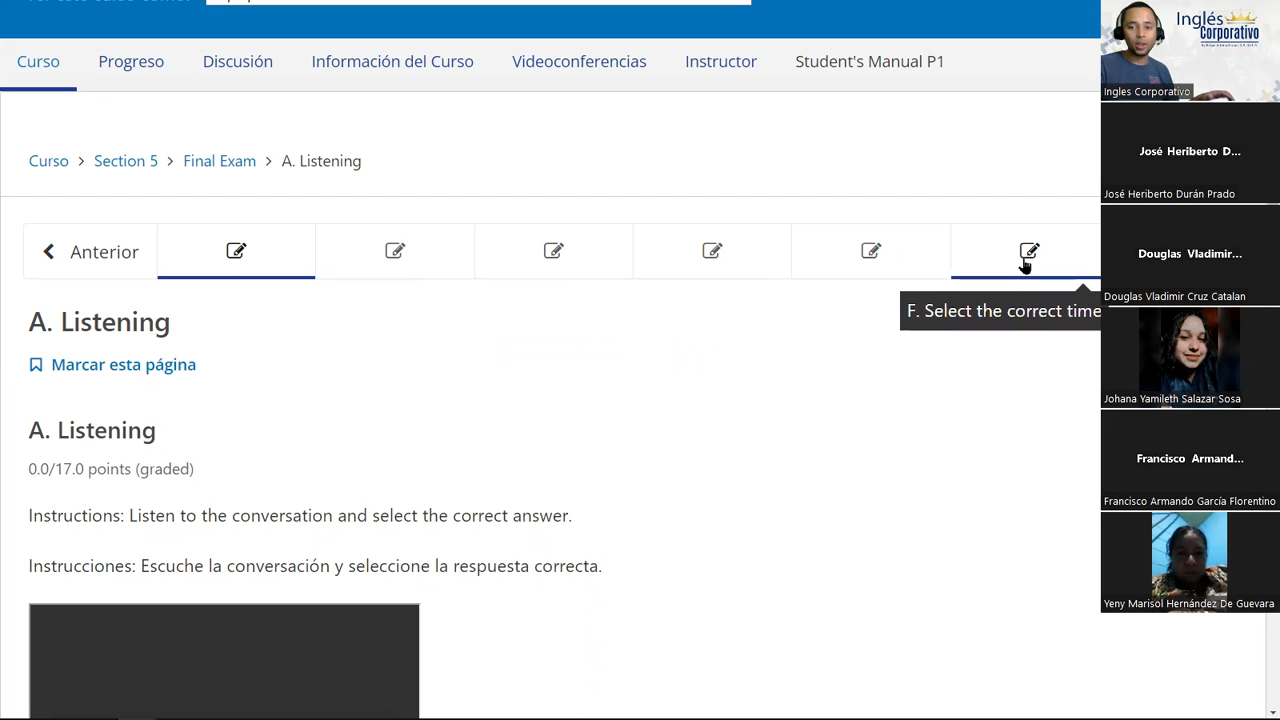 Inglés
Corporativo
Ingles Corporativo
Curso
Progreso
Discusión
Información del Curso
Videoconferencias
Instructor
Student's Manual P1
José Heriberto D...
José Heriberto Durán Prado
Curso
Section 5
Final Exam
A. Listening
Anterior
Douglas Vladimir...
Douglas Vladimir Cruz Catalan
F. Select the correct time
A. Listening
Marcar esta página
Johana Yamileth Salazar Sosa
A. Listening
0.0/17.0 points (graded)
Francisco Armand...
Francisco Armando García Florentino
Instructions: Listen to the conversation and select the correct answer.
Instrucciones: Escuche la conversación y seleccione la respuesta correcta.
Yeny Marisol Hernández De Guevara